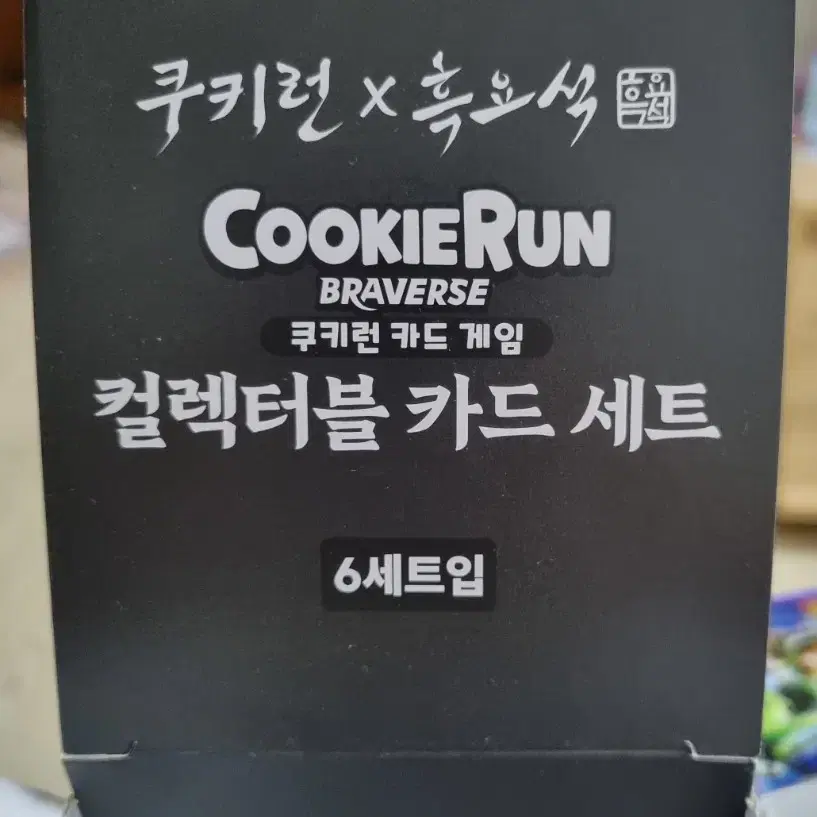 쿠키런 x 흑요석 흑요석
COOKIERUN
BRAVERSE
쿠키런 카드 게임
컬렉터블 카드 세트
6세트입